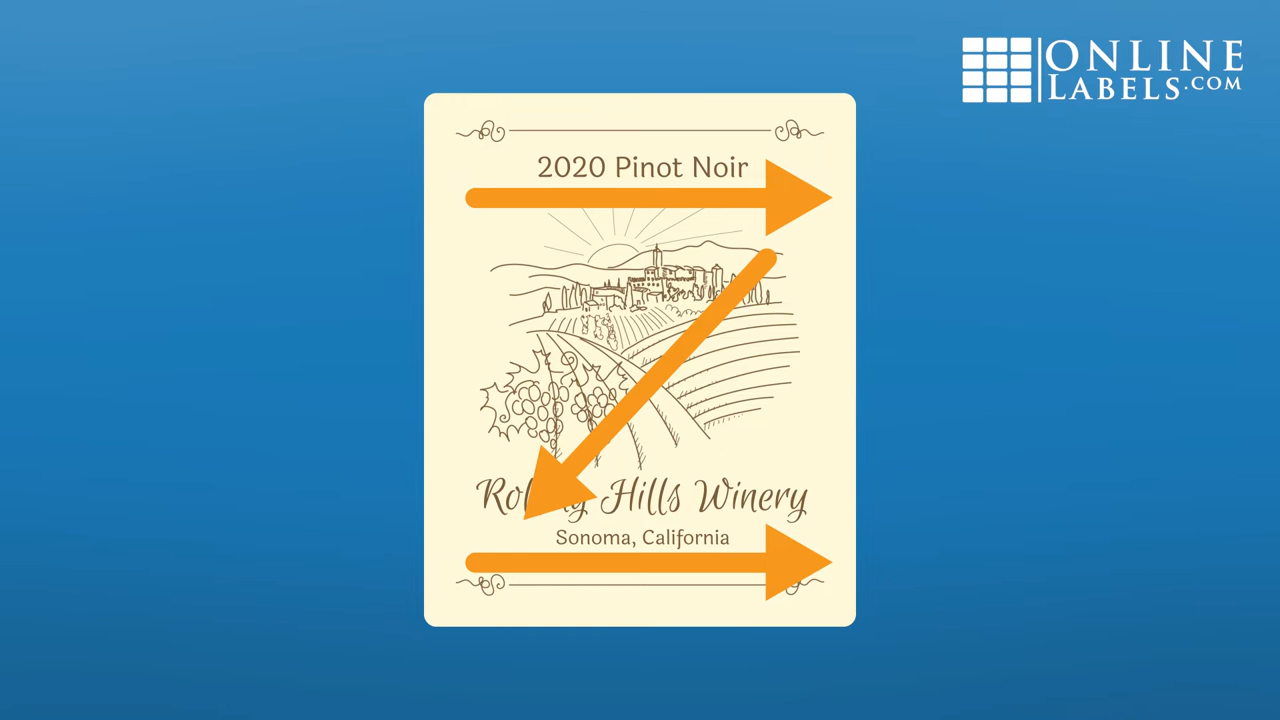 ONLINE
LABELS.COM
2020 Pinot Noir
Hills Winery
Sonoma, California